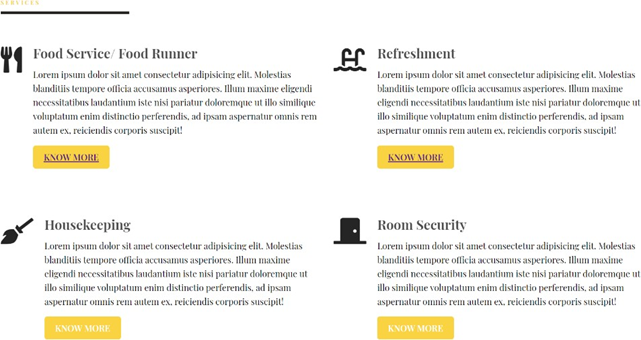 SERVICES
Food Service/ Food Runner
Lorem ipsum dolor sit amet consectetur adipisicing elit. Molestias
blanditiis tempore officia accusamus asperiores. Illum maxime eligendi
necessitatibus laudantium iste nisi pariatur doloremque ut illo similique
voluptatum enim distinctio perferendis, ad ipsam aspernatur omnis rem
autem ex, reiciendis corporis suscipit!
KNOW MORE
Refreshment
Lorem ipsum dolor sit amet consectetur adipisicing elit. Molestias
blanditiis tempore officia accusamus asperiores. Illum maxime
eligendi necessitatibus laudantium iste nisi pariatur doloremque ut
illo similique voluptatum enim distinctio perferendis, ad ipsam
aspernatur omnis rem autem ex, reiciendis corporis suscipit!
KNOW MORE
Housekeeping
Lorem ipsum dolor sit amet consectetur adipisicing elit. Molestias
blanditiis tempore officia accusamus asperiores. Illum maxime
eligendi necessitatibus laudantium iste nisi pariatur doloremque ut
illo similique voluptatum enim distinctio perferendis, ad ipsam
aspernatur omnis rem autem ex, reiciendis corporis suscipit!
KNOW MORE
Room Security
Lorem ipsum dolor sit amet consectetur adipisicing elit. Molestias
blanditiis tempore officia accusamus asperiores. Illum maxime
eligendi necessitatibus laudantium iste nisi pariatur doloremque ut
illo similique voluptatum enim distinctio perferendis, ad ipsam
aspernatur omnis rem autem ex, reiciendis corporis suscipit!
KNOW MORE